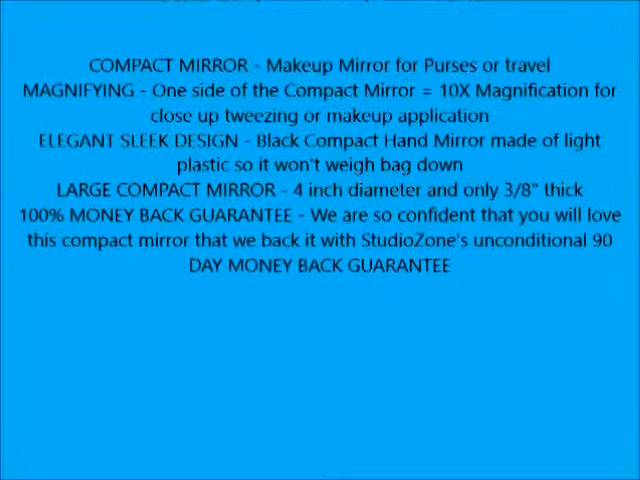 COMPACT MIRROR - Makeup Mirror for Purses or travel
MAGNIFYING - One side of the Compact Mirror = 10X Magnification for
close up tweezing or makeup application
ELEGANT SLEEK DESIGN - Black Compact Hand Mirror made of light
plastic so it won't weigh bag down
LARGE COMPACT MIRROR - 4 inch diameter and only 3/8" thick
100% MONEY BACK GUARANTEE - We are so confident that you will love
this compact mirror that we back it with StudioZone's unconditional 90
DAY MONEY BACK GUARANTEE